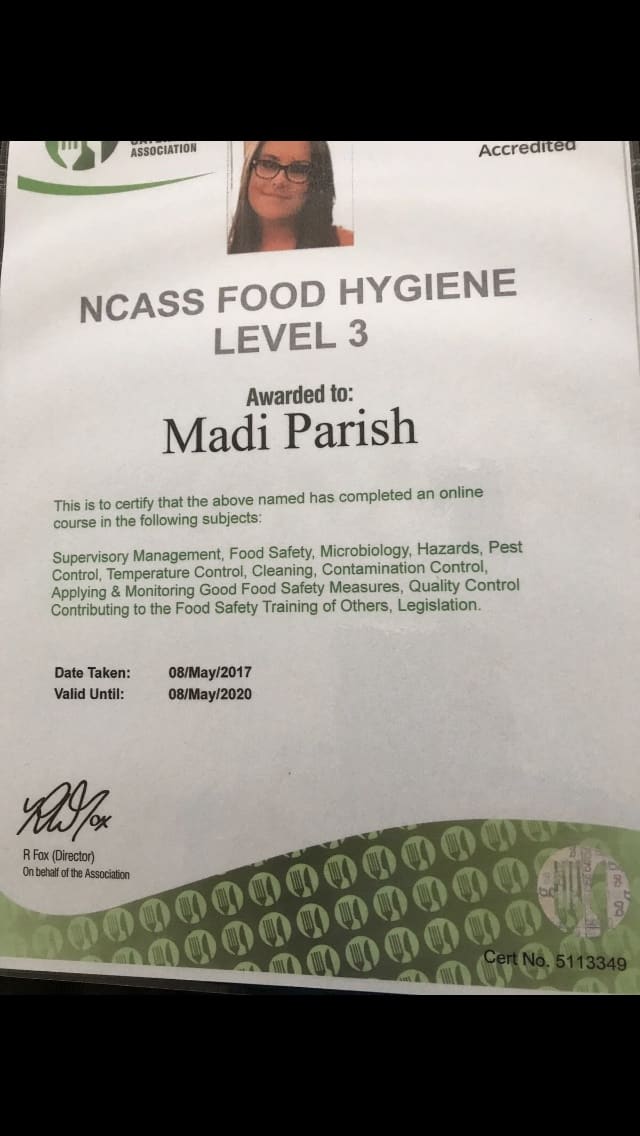 ASSOCIATION
Accredited
NCASS FOOD HYGIENE
LEVEL 3
Awarded to:
Madi Parish
This is to certify that the above named has completed an online
course in the following subjects:
Supervisory Management, Food Safety, Microbiology, Hazards, Pest
Control, Temperature Control, Cleaning, Contamination Control,
Applying & Monitoring Good Food Safety Measures, Quality Control
Contributing to the Food Safety Training of Others, Legislation.
Date Taken: 08/May/2017
Valid Until: 08/May/2020
R Fox (Director)
On behalf of the Association
Cert No. 5113349